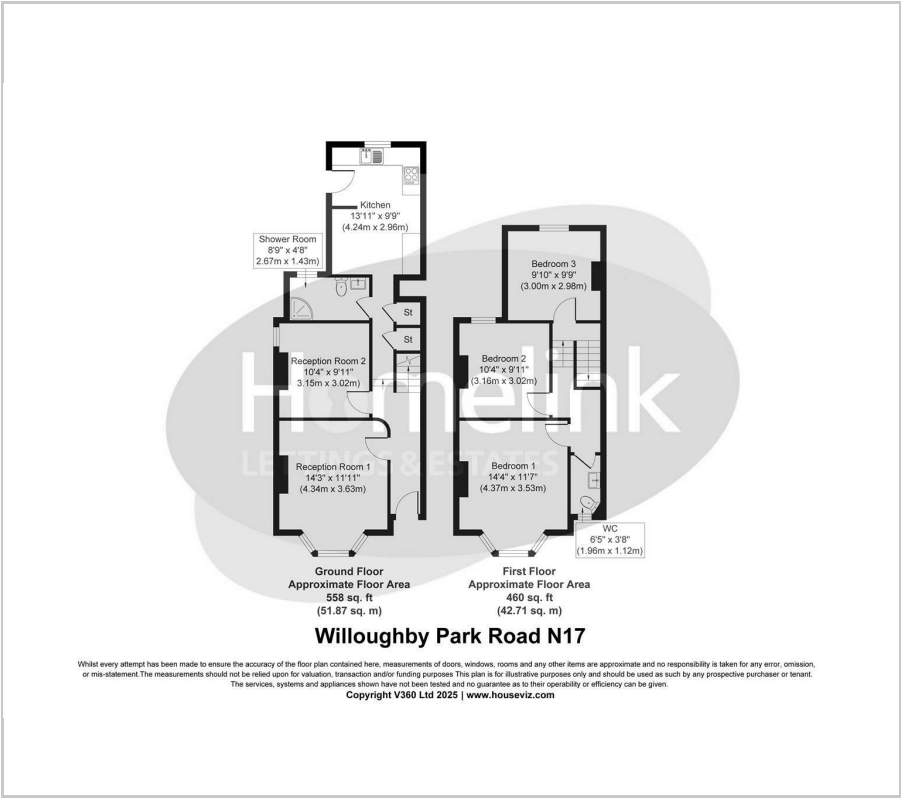 Kitchen
13'11" x 9'9"
(4.24m x 2.96m)
Shower Room
8'9" x 4'8"
2.67m x 1.43m)
St
St
Reception Room 2
10'4" x 9'11"
3.15m x 3.02m)
Reception Room 1
14'3" x 11'11"
(4.34m x 3.63m)
Bedroom 3
9'10" x 9'9"
(3.00m x 2.98m)
Bedroom 2
10'4" x 9'11"
(3.16m x 3.02m)
Bedroom 1
14'4" x 11'7"
(4.37m x 3.53m)
WC
6'5" x 3'8"
(1.96m x 1.12m)
Homelink
LETTINGS & ESTATES
Ground Floor
Approximate Floor Area
558 sq. ft
(51.87 sq. m)
First Floor
Approximate Floor Area
460 sq. ft
(42.71 sq. m)
Willoughby Park Road N17
Whilst every attempt has been made to ensure the accuracy of the floor plan contained here, measurements of doors, windows, rooms and any other items are approximate and no responsibility is taken for any error, omission,
or mis-statement.The measurements should not be relied upon for valuation, transaction and/or funding purposes This plan is for illustrative purposes only and should be used as such by any prospective purchaser or tenant.
The services, systems and appliances shown have not been tested and no guarantee as to their operability or efficiency can be given.
Copyright V360 Ltd 2025 | www.houseviz.com